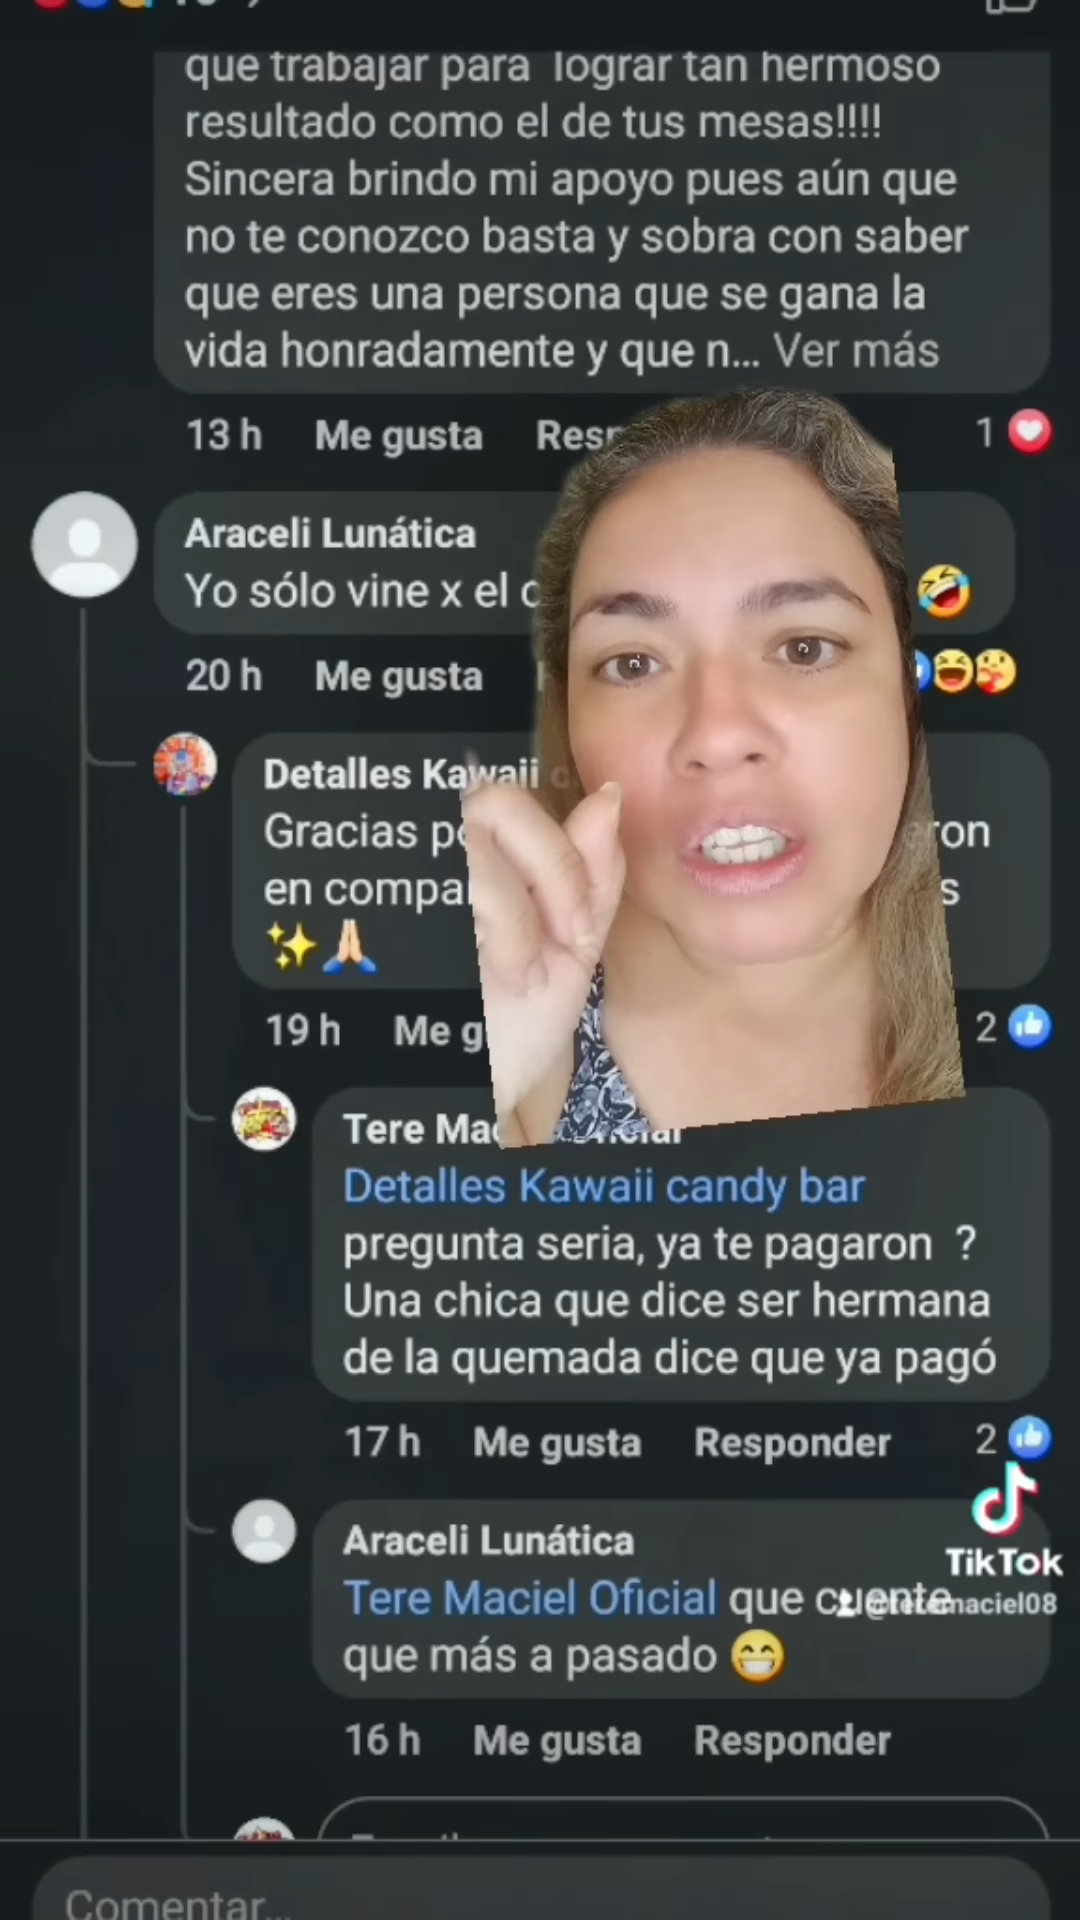 que trabajar para lograr tan hermoso
resultado como el de tus mesas!!!!
Sincera brindo mi apoyo pues aún que
no te conozco basta y sobra con saber
que eres una persona que se gana la
vida honradamente y que n... Ver más
13 h Me gusta 1
Araceli Lunática
Yo sólo vine x el
20 h Me gusta
Detalles Kawaii
Gracias
en
19 h 2
Tere
Detalles Kawaii candy bar
pregunta seria, ya te pagaron ?
Una chica que dice ser hermana
de la quemada dice que ya pagó
17 h Me gusta Responder 2
TikTok
@teremaciel08
Araceli Lunática
Tere Maciel Oficial que cuente
que más a pasado 😁
16 h Me gusta Responder
Comentar...